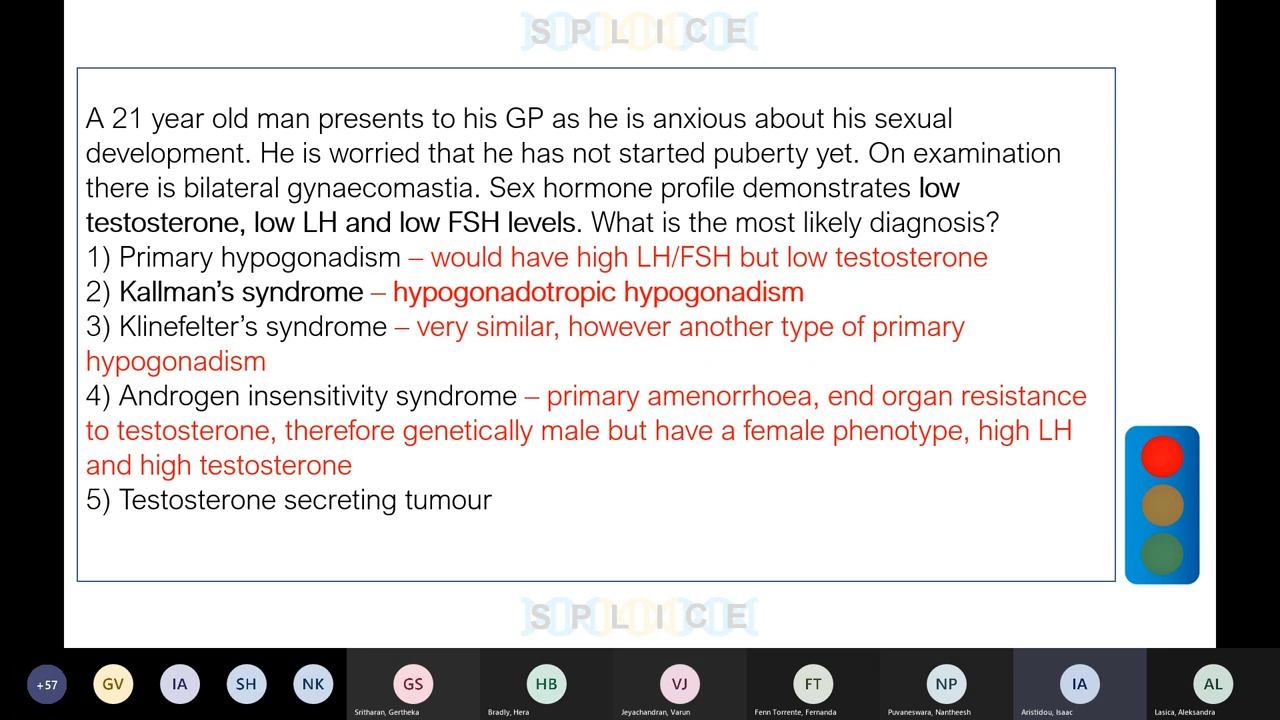 S P L I C E
A 21 year old man presents to his GP as he is anxious about his sexual
development. He is worried that he has not started puberty yet. On examination
there is bilateral gynaecomastia. Sex hormone profile demonstrates low
testosterone, low LH and low FSH levels. What is the most likely diagnosis?
1) Primary hypogonadism – would have high LH/FSH but low testosterone
2) Kallman's syndrome – hypogonadotropic hypogonadism
3) Klinefelter's syndrome – very similar, however another type of primary
hypogonadism
4) Androgen insensitivity syndrome – primary amenorrhoea, end organ resistance
to testosterone, therefore genetically male but have a female phenotype, high LH
and high testosterone
5) Testosterone secreting tumour
S P L I C E
+57 GV IA SH NK GS HB VJ FT NP IA AL
Sritharan, Gertheka Bradly, Hera Jeyachandran, Varun Fenn Torrente, Fernanda Puvaneswara, Nantheesh Aristidou, Isaac Lasica, Aleksandra